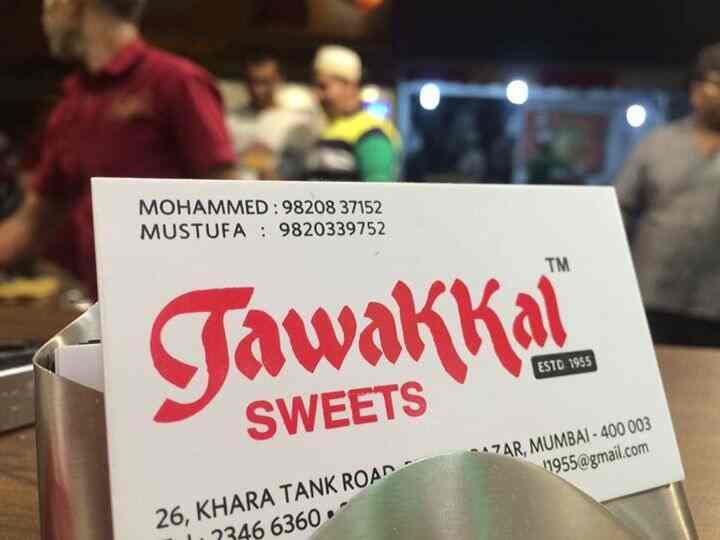 MOHAMMED : 98208 37152
MUSTUFA : 9820339752
Tawakkal TM
ESTD 1955
SWEETS
26, KHARA TANK ROAD, MUMBAI - 400 003
2346 6360 • 1955@gmail.com